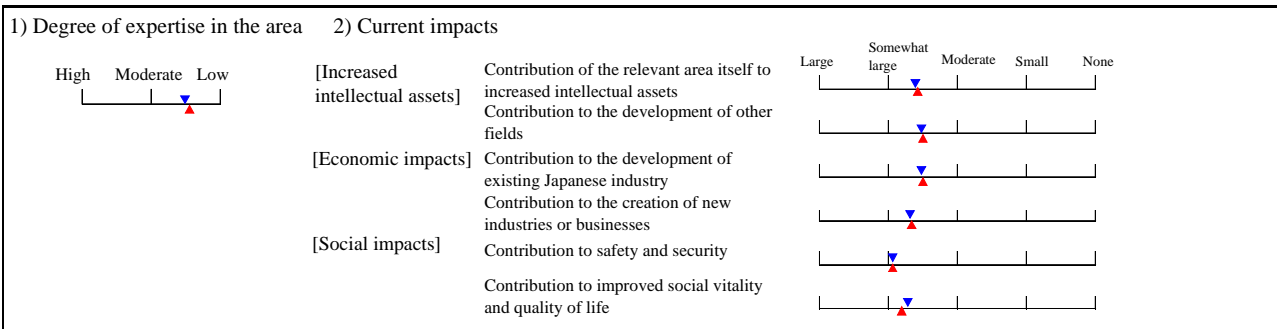 1) Degree of expertise in the area 2) Current impacts
High Moderate Low
Large Somewhat large Moderate Small None
[Increased intellectual assets]
Contribution of the relevant area itself to
increased intellectual assets
Contribution to the development of other
fields
[Economic impacts]
Contribution to the development of
existing Japanese industry
Contribution to the creation of new
industries or businesses
[Social impacts]
Contribution to safety and security
Contribution to improved social vitality
and quality of life